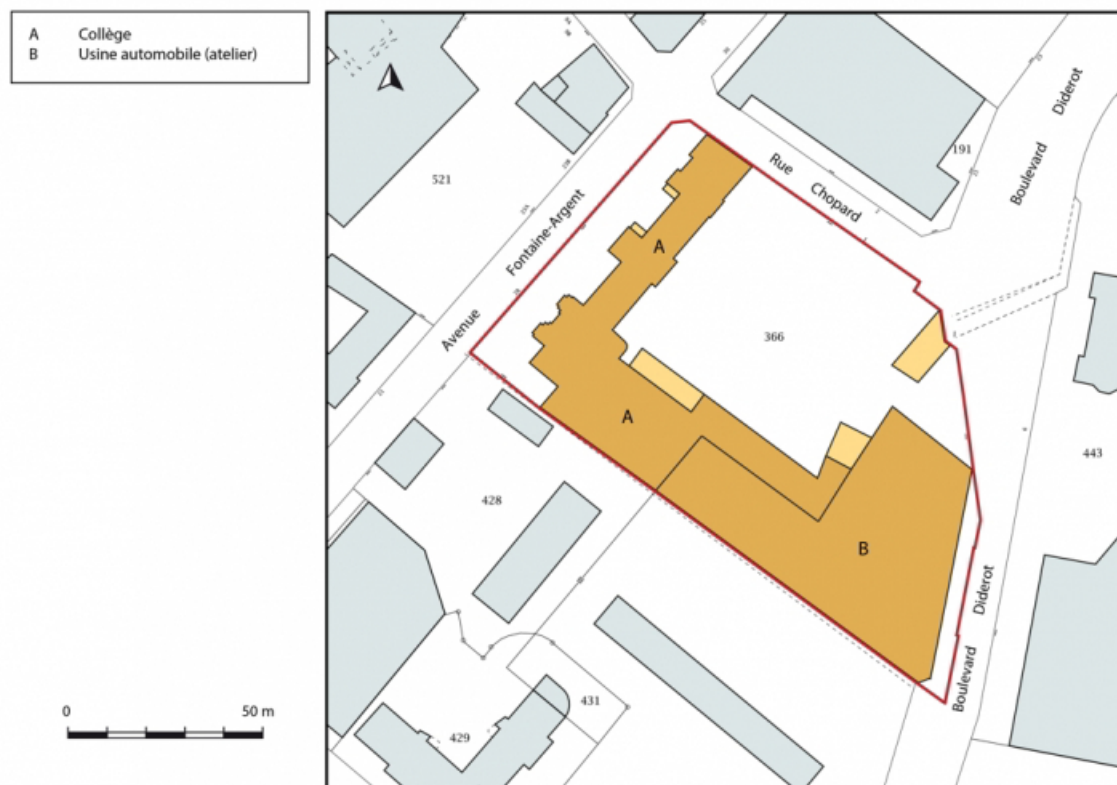 A Collège
B Usine automobile (atelier)
0 50 m
521
191
Boulevard Diderot
Rue Chopard
Avenue Fontaine-Argent
A
366
A
443
428
B
Boulevard Diderot
431
429